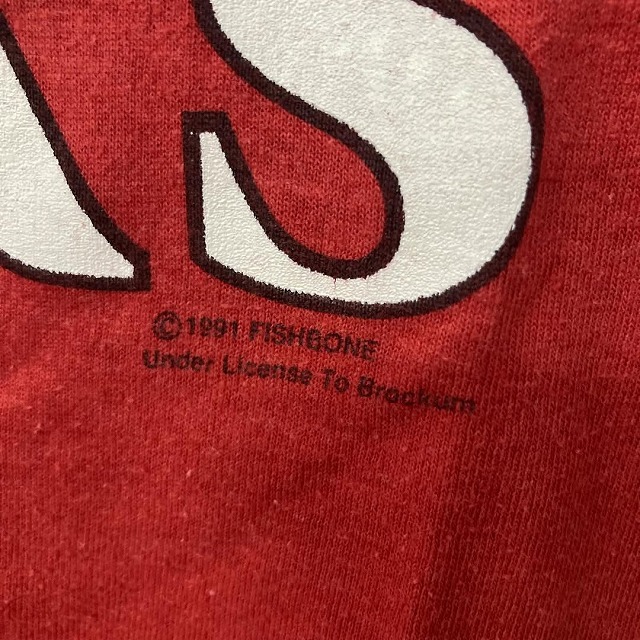 S
©1991 FISHBONE
Under License To Brockum